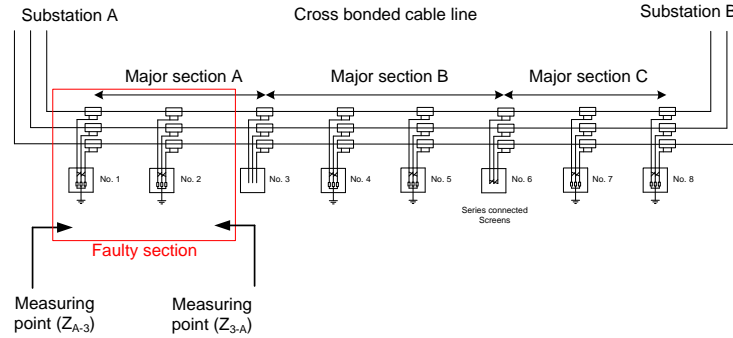 Substation A
Cross bonded cable line
Substation B
Major section A
Major section B
Major section C
No. 1
No. 2
No. 3
No. 4
No. 5
No. 6
No. 7
No. 8
Series connected
Screens
Faulty section
Measuring
point (Z_A-3)
Measuring
point (Z_3-A)